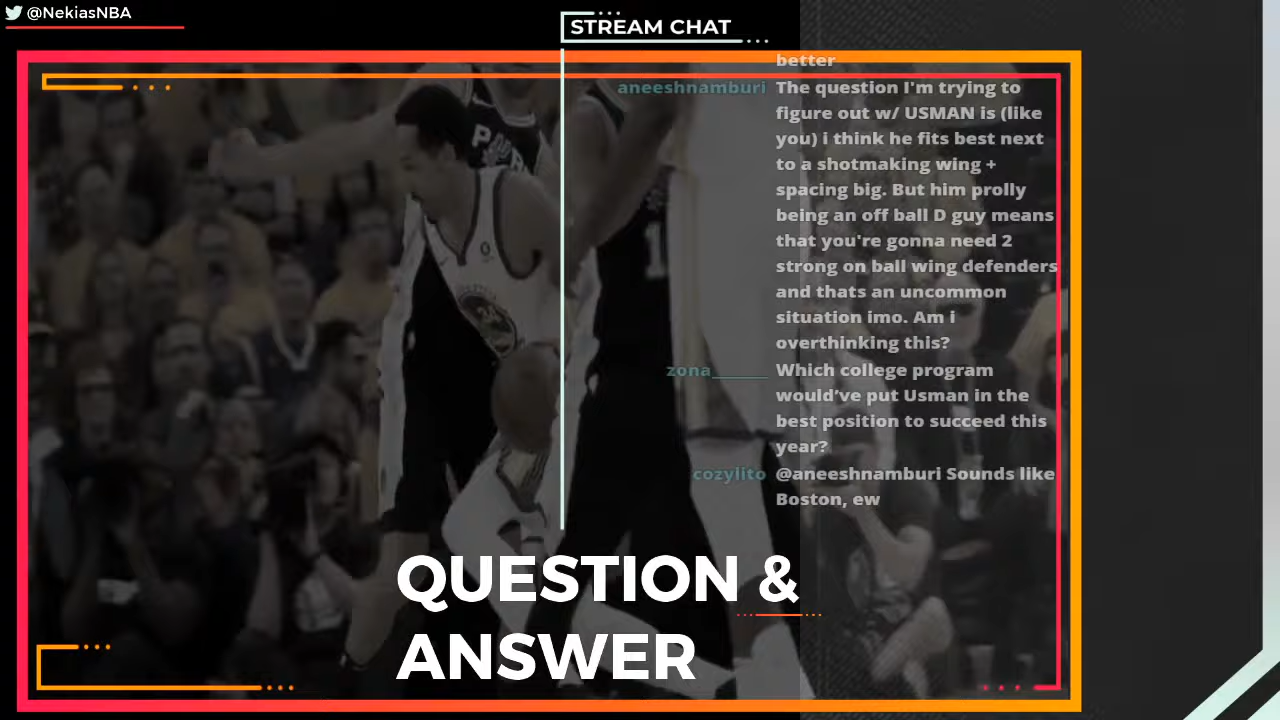 @NekiasNBA
STREAM CHAT
better
aneeshnamburi The question I'm trying to
figure out w/ USMAN is (like
you) i think he fits best next
to a shotmaking wing +
spacing big. But him prolly
being an off ball D guy means
that you're gonna need 2
strong on ball wing defenders
and thats an uncommon
situation imo. Am i
overthinking this?
zona______ Which college program
would’ve put Usman in the
best position to succeed this
year?
cozylito @aneeshnamburi Sounds like
Boston, ew
QUESTION &
ANSWER